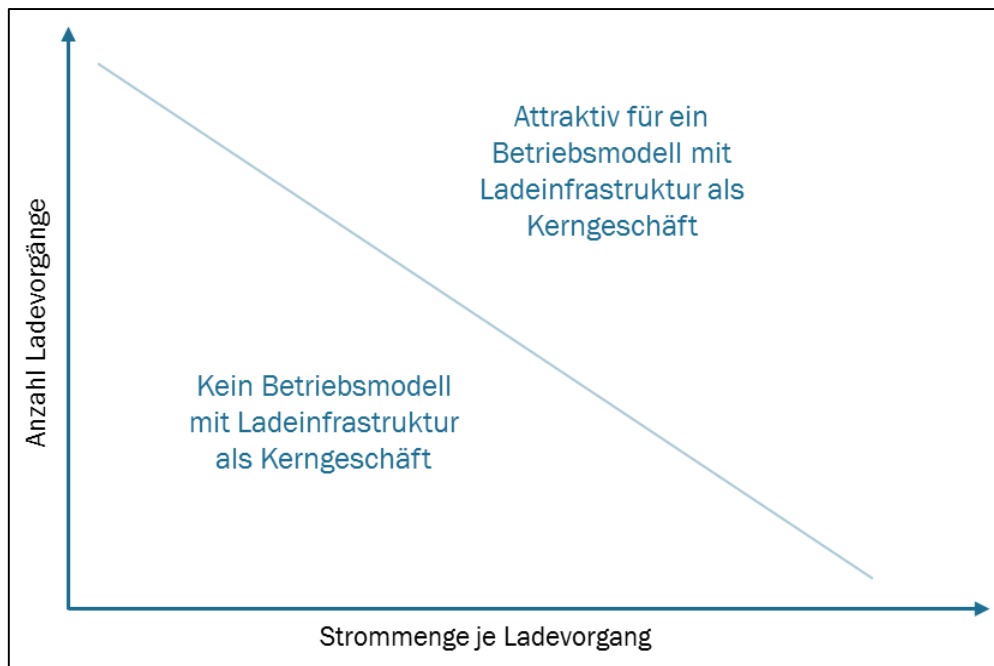 Attraktiv für ein
Betriebsmodell mit
Ladeinfrastruktur als
Kerngeschäft
Anzahl Ladevorgänge
Kein Betriebsmodell
mit Ladeinfrastruktur
als Kerngeschäft
Strommenge je Ladevorgang